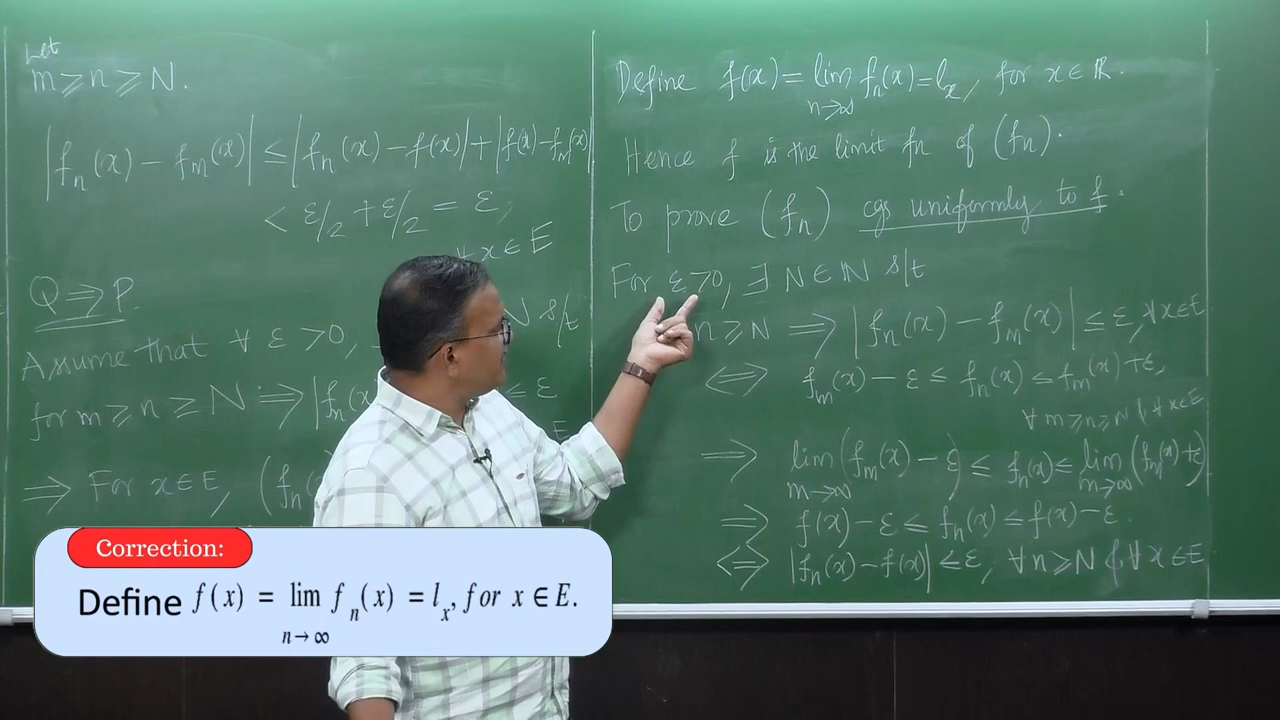 Let
m ⩾ n ⩾ N.
|fₙ(x) − fₘ(x)| ≤ |fₙ(x) − f(x)| + |f(x) − fₘ(x)|
< ε/2 + ε/2 = ε,
∀ x ∈ E
Q ⇒ P.
Assume that ∀ ε > 0, N s/t
for m ⩾ n ⩾ N ⇒ |fₙ(x) ≤ ε
⇒ For x ∈ E, (fₙ
Define f(x) = lim fₙ(x) = lₓ, for x ∈ ℝ.
n→∞
Hence f is the limit fn of (fₙ).
To prove (fₙ) cgs uniformly to f.
For ε > 0, ∃ N ∈ ℕ s/t
n ⩾ N ⇒ |fₙ(x) − fₘ(x)| ≤ ε, ∀ x ∈ E
⇔ fₘ(x) − ε ≤ fₙ(x) ≤ fₘ(x) + ε,
∀ m ⩾ n ⩾ N & ∀ x ∈ E
⇒ lim (fₘ(x) − ε) ≤ fₙ(x) ≤ lim (fₘ(x) + ε)
m→∞ m→∞
⇒ f(x) − ε ≤ fₙ(x) ≤ f(x) − ε.
⇔ |fₙ(x) − f(x)| ≤ ε, ∀ n ⩾ N & ∀ x ∈ E
Correction:
Define f(x) = lim fₙ(x) = lₓ, for x ∈ E.
n→∞